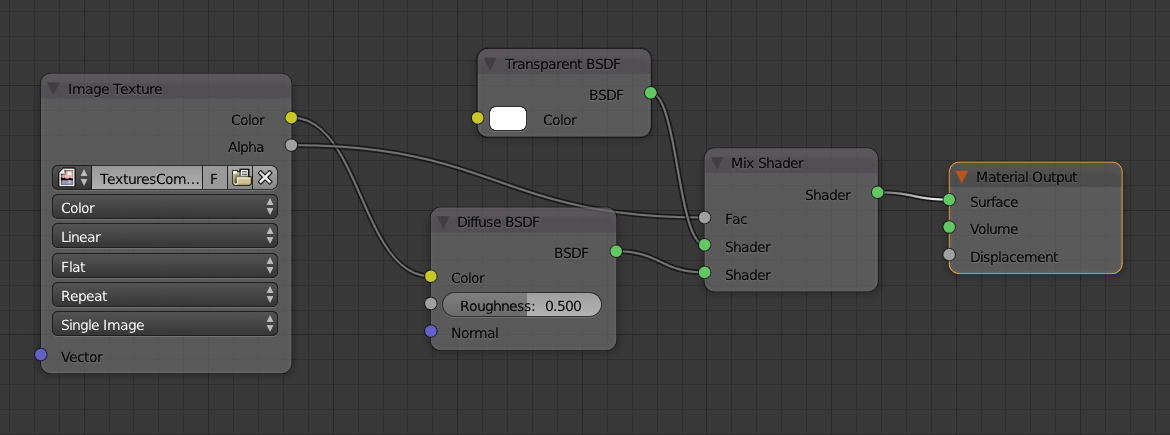 Image Texture
Color
Alpha
TexturesCom... F
Color
Linear
Flat
Repeat
Single Image
Vector
Transparent BSDF
BSDF
Color
Diffuse BSDF
BSDF
Color
Roughness: 0.500
Normal
Mix Shader
Shader
Fac
Shader
Shader
Material Output
Surface
Volume
Displacement